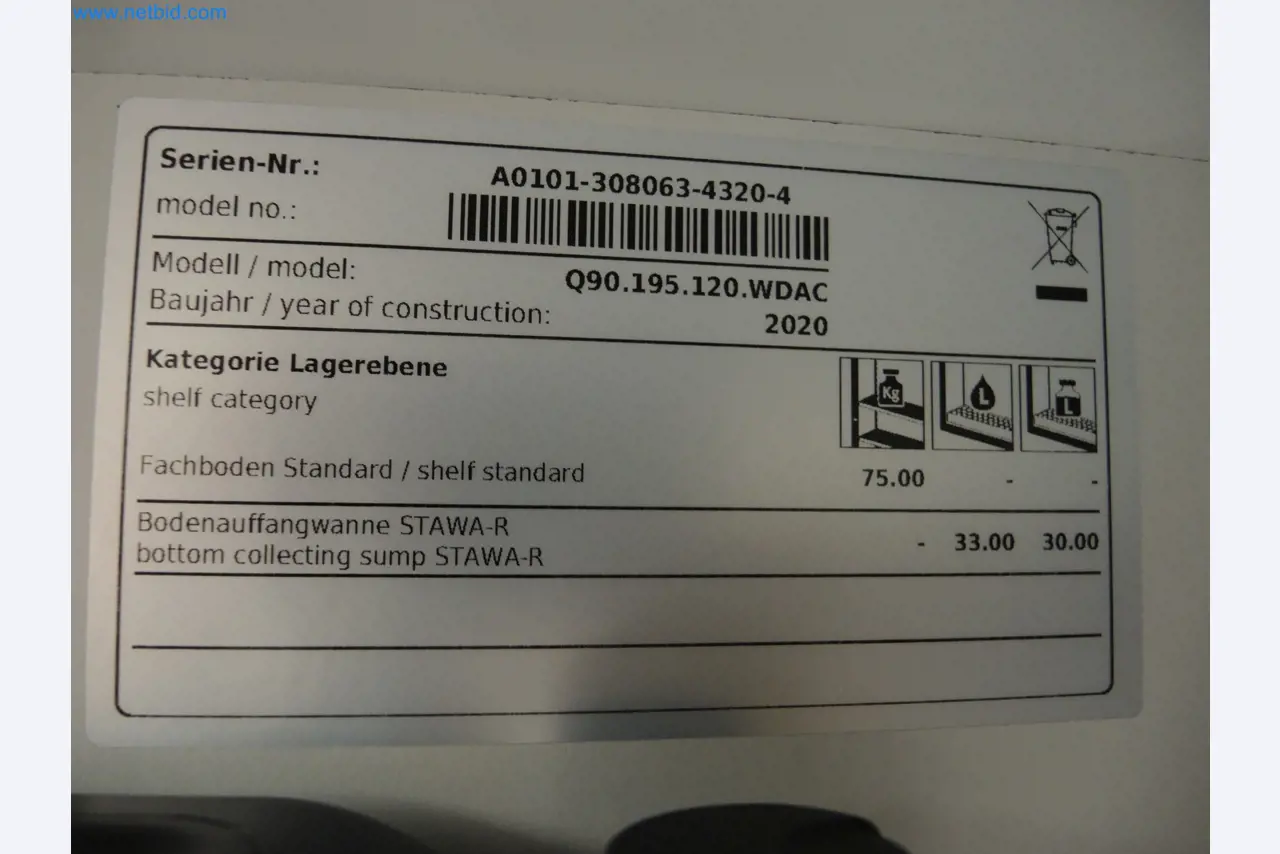 www.netbid.com
Serien-Nr.: A0101-308063-4320-4
model no.:
Modell / model: Q90.195.120.WDAC
Baujahr / year of construction: 2020
Kategorie Lagerebene
shelf category
Kg L L
Fachboden Standard / shelf standard 75.00 - -
Bodenauffangwanne STAWA-R
bottom collecting sump STAWA-R - 33.00 30.00